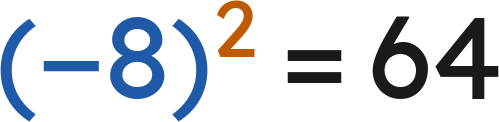 (−8)² = 64